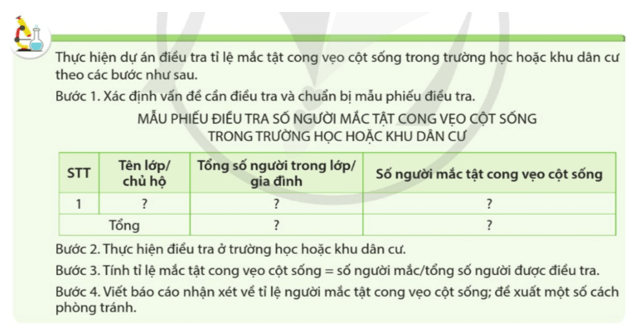 Thực hiện dự án điều tra tỉ lệ mắc tật cong vẹo cột sống trong trường học hoặc khu dân cư
theo các bước như sau.
Bước 1. Xác định vấn đề cần điều tra và chuẩn bị mẫu phiếu điều tra.
MẪU PHIẾU ĐIỀU TRA SỐ NGƯỜI MẮC TẬT CONG VẸO CỘT SỐNG
TRONG TRƯỜNG HỌC HOẶC KHU DÂN CƯ
STT Tên lớp/ chủ hộ Tổng số người trong lớp/ gia đình Số người mắc tật cong vẹo cột sống
1 ? ? ?
Tổng ? ?
Bước 2. Thực hiện điều tra ở trường học hoặc khu dân cư.
Bước 3. Tính tỉ lệ mắc tật cong vẹo cột sống = số người mắc/tổng số người được điều tra.
Bước 4. Viết báo cáo nhận xét về tỉ lệ người mắc tật cong vẹo cột sống; đề xuất một số cách
phòng tránh.